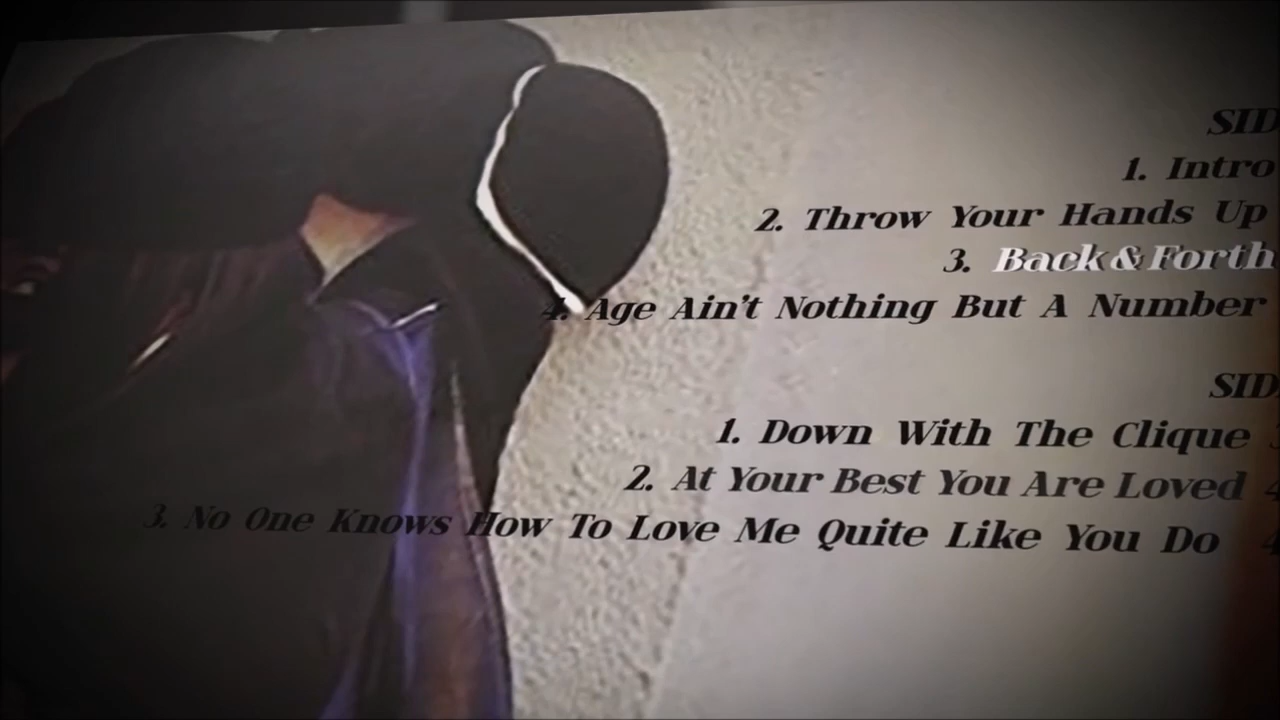 SID
1. Intro
2. Throw Your Hands Up
3. Back & Forth
4. Age Ain't Nothing But A Number
SID
1. Down With The Clique
2. At Your Best You Are Loved 4
3. No One Knows How To Love Me Quite Like You Do 4